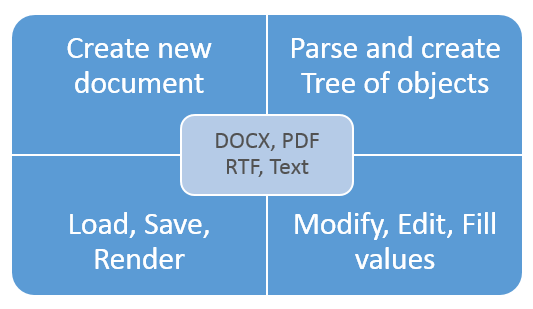 Create new
document
Parse and create
Tree of objects
DOCX, PDF
RTF, Text
Load, Save,
Render
Modify, Edit, Fill
values